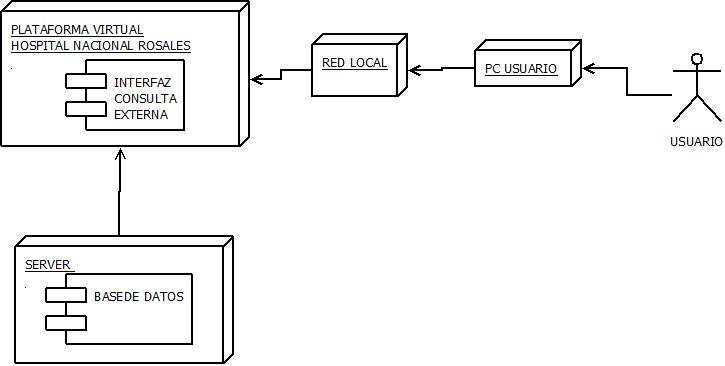 PLATAFORMA VIRTUAL
HOSPITAL NACIONAL ROSALES
INTERFAZ
CONSULTA
EXTERNA
RED LOCAL
PC USUARIO
USUARIO
SERVER
BASEDE DATOS